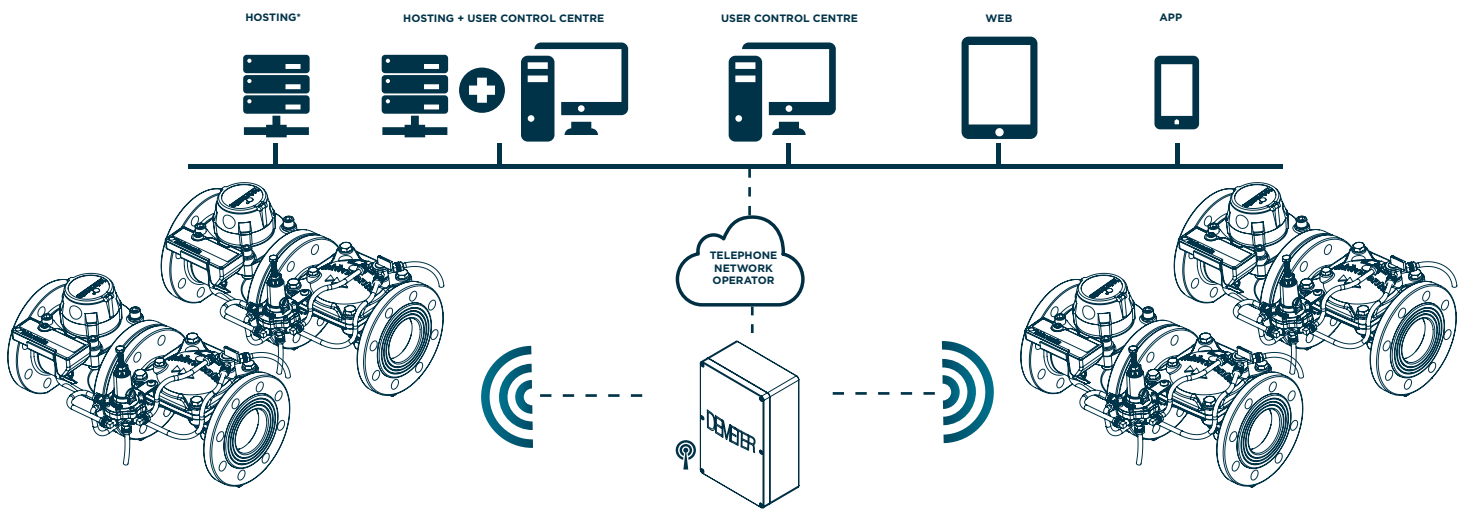 HOSTING*
HOSTING + USER CONTROL CENTRE
USER CONTROL CENTRE
WEB
APP
TELEPHONE
NETWORK
OPERATOR
DEMETER